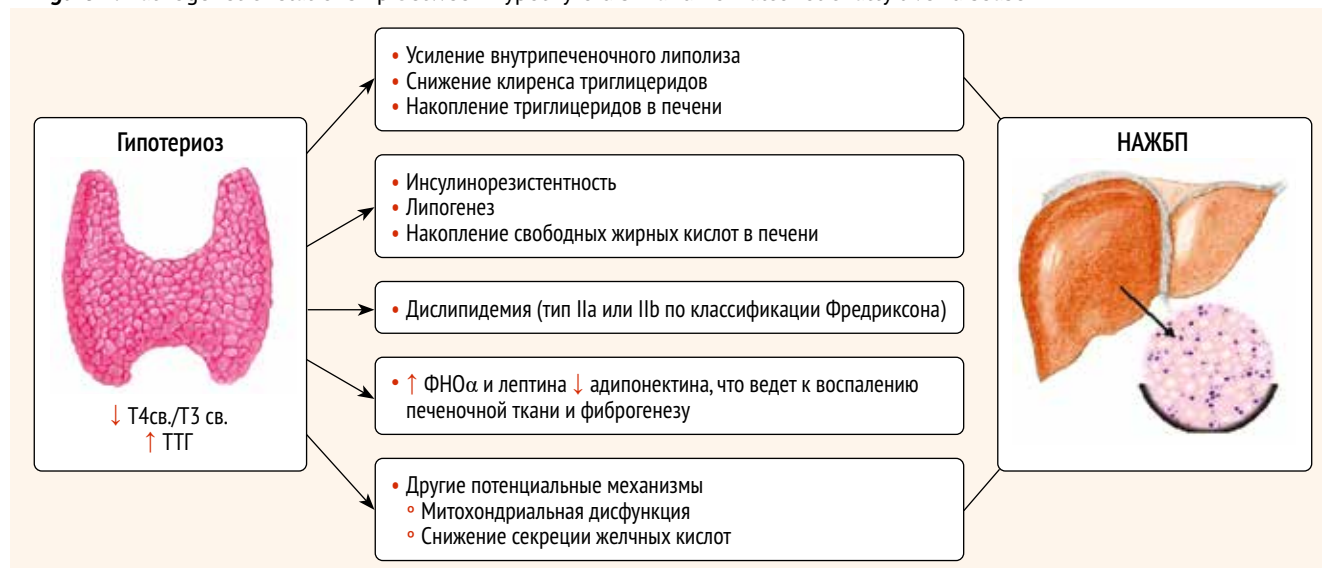 Гипотериоз
↓ Т4св./Т3 св.
↑ ТТГ
• Усиление внутрипеченочного липолиза
• Снижение клиренса триглицеридов
• Накопление триглицеридов в печени
• Инсулинорезистентность
• Липогенез
• Накопление свободных жирных кислот в печени
• Дислипидемия (тип IIa или IIb по классификации Фредриксона)
• ↑ ФНОα и лептина ↓ адипонектина, что ведет к воспалению
печеночной ткани и фиброгенезу
• Другие потенциальные механизмы
° Митохондриальная дисфункция
° Снижение секреции желчных кислот
НАЖБП